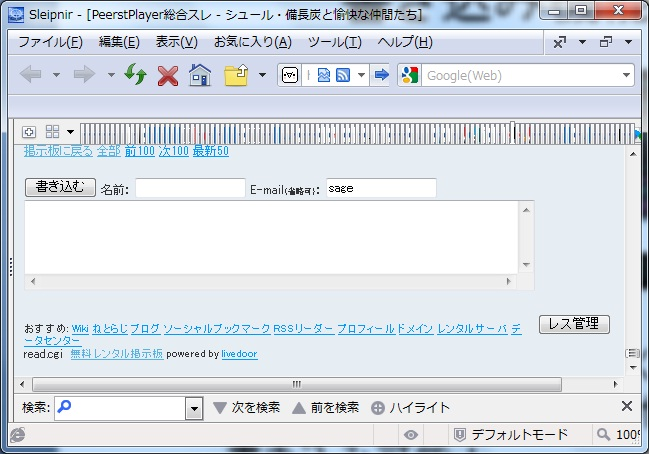 Sleipnir - [PeerstPlayer総合スレ - シュール・備長炭と愉快な仲間たち]
ファイル(F) 編集(E) 表示(V) お気に入り(A) ツール(T) ヘルプ(H)
Google(Web)
掲示板に戻る 全部 前100 次100 最新50
書き込む 名前: E-mail(省略可): sage
おすすめ: Wiki ねとらじ ブログ ソーシャルブックマーク RSSリーダー プロフィール ドメイン レンタルサーバ デ
ータセンター
レス管理
read.cgi 無料レンタル掲示板 powered by livedoor
検索: 次を検索 前を検索 ハイライト
デフォルトモード 100%